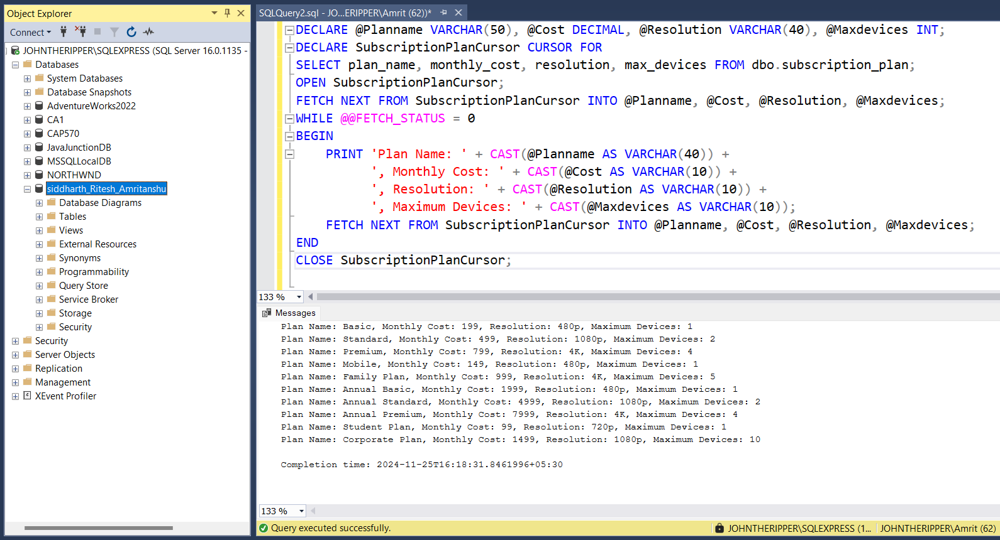 Object Explorer
Connect
JOHNTHERIPPER\SQLEXPRESS (SQL Server 16.0.1135 -
Databases
System Databases
Database Snapshots
AdventureWorks2022
CA1
CAP570
JavaJunctionDB
MSSQLLocalDB
NORTHWND
siddharth_Ritesh_Amritanshu
Database Diagrams
Tables
Views
External Resources
Synonyms
Programmability
Query Store
Service Broker
Storage
Security
Security
Server Objects
Replication
Management
XEvent Profiler
SQLQuery2.sql - JO...ERIPPER\Amrit (62))*
DECLARE @Planname VARCHAR(50), @Cost DECIMAL, @Resolution VARCHAR(40), @Maxdevices INT;
DECLARE SubscriptionPlanCursor CURSOR FOR
SELECT plan_name, monthly_cost, resolution, max_devices FROM dbo.subscription_plan;
OPEN SubscriptionPlanCursor;
FETCH NEXT FROM SubscriptionPlanCursor INTO @Planname, @Cost, @Resolution, @Maxdevices;
WHILE @@FETCH_STATUS = 0
BEGIN
PRINT 'Plan Name: ' + CAST(@Planname AS VARCHAR(40)) +
', Monthly Cost: ' + CAST(@Cost AS VARCHAR(10)) +
', Resolution: ' + CAST(@Resolution AS VARCHAR(10)) +
', Maximum Devices: ' + CAST(@Maxdevices AS VARCHAR(10));
FETCH NEXT FROM SubscriptionPlanCursor INTO @Planname, @Cost, @Resolution, @Maxdevices;
END
CLOSE SubscriptionPlanCursor;
133 %
Messages
Plan Name: Basic, Monthly Cost: 199, Resolution: 480p, Maximum Devices: 1
Plan Name: Standard, Monthly Cost: 499, Resolution: 1080p, Maximum Devices: 2
Plan Name: Premium, Monthly Cost: 799, Resolution: 4K, Maximum Devices: 4
Plan Name: Mobile, Monthly Cost: 149, Resolution: 480p, Maximum Devices: 1
Plan Name: Family Plan, Monthly Cost: 999, Resolution: 4K, Maximum Devices: 5
Plan Name: Annual Basic, Monthly Cost: 1999, Resolution: 480p, Maximum Devices: 1
Plan Name: Annual Standard, Monthly Cost: 4999, Resolution: 1080p, Maximum Devices: 2
Plan Name: Annual Premium, Monthly Cost: 7999, Resolution: 4K, Maximum Devices: 4
Plan Name: Student Plan, Monthly Cost: 99, Resolution: 720p, Maximum Devices: 1
Plan Name: Corporate Plan, Monthly Cost: 1499, Resolution: 1080p, Maximum Devices: 10
Completion time: 2024-11-25T16:18:31.8461996+05:30
133 %
Query executed successfully.
JOHNTHERIPPER\SQLEXPRESS (1...
JOHNTHERIPPER\Amrit (62)